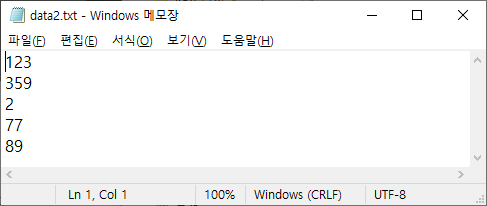 data2.txt - Windows 메모장
파일(F) 편집(E) 서식(O) 보기(V) 도움말(H)
123
359
2
77
89
Ln 1, Col 1 100% Windows (CRLF) UTF-8